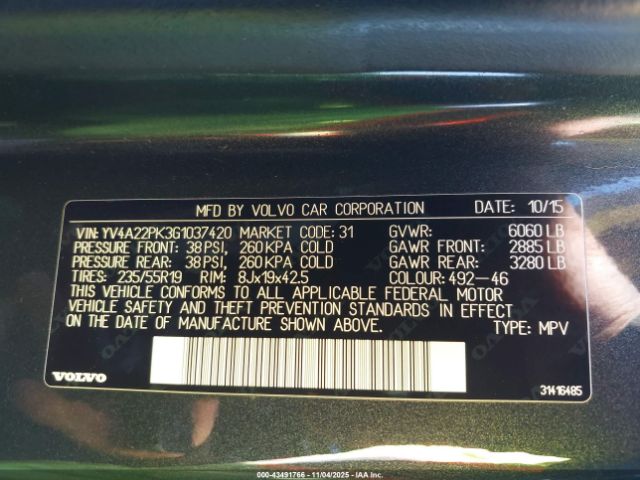 MFD BY VOLVO CAR CORPORATION DATE: 10/15
VIN: YV4A22PK3G1037420 MARKET CODE: 31 GVWR: 6060 LB
PRESSURE FRONT: 38 PSI, 260 KPA COLD GAWR FRONT: 2885 LB
PRESSURE REAR: 38 PSI, 260 KPA COLD GAWR REAR: 3280 LB
TIRES: 235/55R19 RIM: 8Jx19x42.5 COLOUR: 492-46
THIS VEHICLE CONFORMS TO ALL APPLICABLE FEDERAL MOTOR
VEHICLE SAFETY AND THEFT PREVENTION STANDARDS IN EFFECT
ON THE DATE OF MANUFACTURE SHOWN ABOVE. TYPE: MPV
VOLVO 31416485
000-43491766 - 11/04/2025 - IAA Inc.